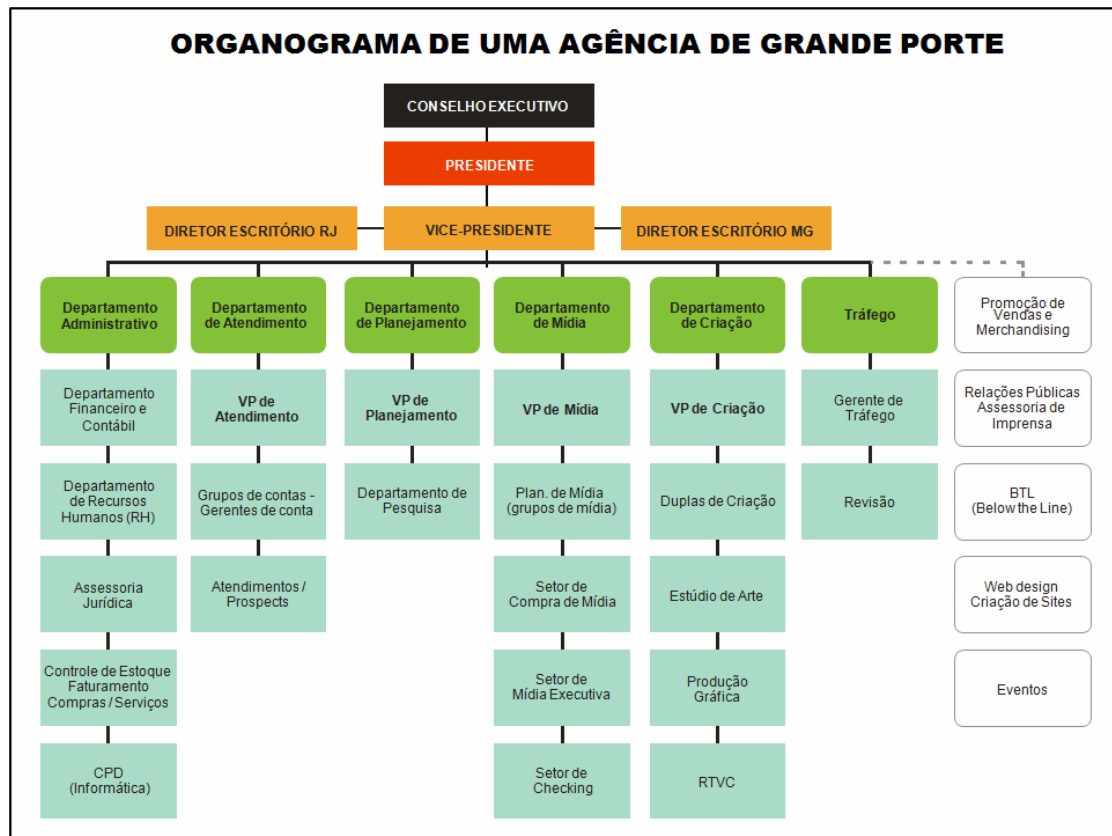 ORGANOGRAMA DE UMA AGÊNCIA DE GRANDE PORTE
CONSELHO EXECUTIVO
PRESIDENTE
DIRETOR ESCRITÓRIO RJ
VICE-PRESIDENTE
DIRETOR ESCRITÓRIO MG
Departamento
Administrativo
Departamento
de Atendimento
Departamento
de Planejamento
Departamento
de Mídia
Departamento
de Criação
Tráfego
Promoção de
Vendas e
Merchandising
Departamento
Financeiro e
Contábil
VP de
Atendimento
VP de
Planejamento
VP de Mídia
VP de Criação
Gerente de
Tráfego
Relações Públicas
Assessoria de
Imprensa
Departamento
de Recursos
Humanos (RH)
Grupos de contas -
Gerentes de conta
Departamento de
Pesquisa
Plan. de Mídia
(grupos de mídia)
Duplas de Criação
Revisão
BTL
(Below the Line)
Assessoria
Jurídica
Atendimentos /
Prospects
Setor de
Compra de Mídia
Estúdio de Arte
Web design
Criação de Sites
Controle de Estoque
Faturamento
Compras / Serviços
Setor de
Mídia Executiva
Produção
Gráfica
Eventos
CPD
(Informática)
Setor de
Checking
RTVC